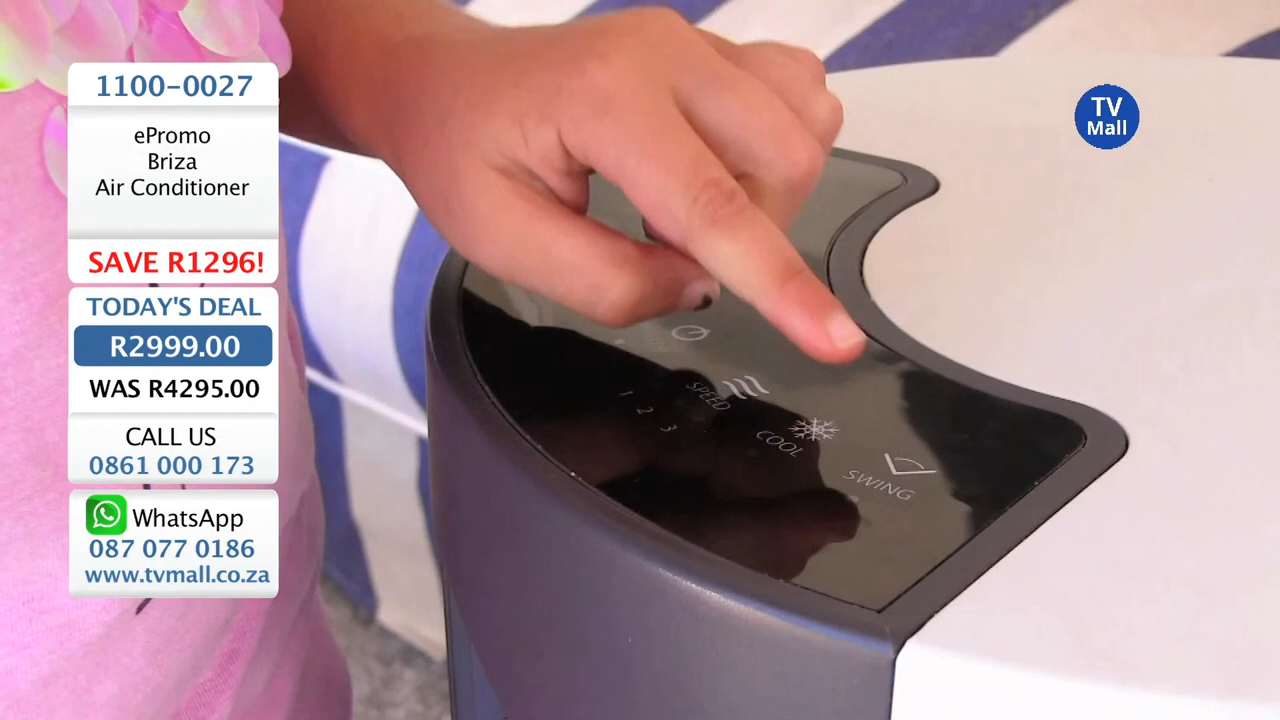 1100-0027
ePromo
Briza
Air Conditioner
SAVE R1296!
TODAY'S DEAL
R2999.00
WAS R4295.00
CALL US
0861 000 173
WhatsApp
087 077 0186
www.tvmall.co.za
TV
Mall
SPEED
1 2 3
COOL
SWING